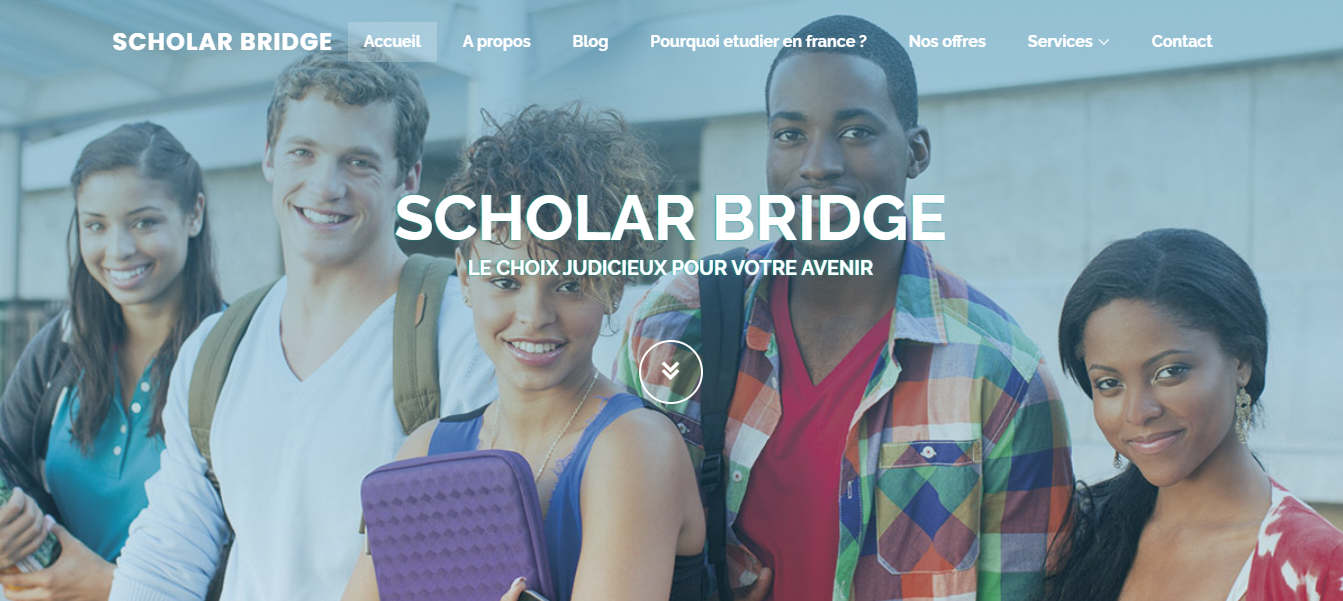 SCHOLAR BRIDGE Accueil A propos Blog Pourquoi etudier en france ? Nos offres Services Contact
SCHOLAR BRIDGE
LE CHOIX JUDICIEUX POUR VOTRE AVENIR